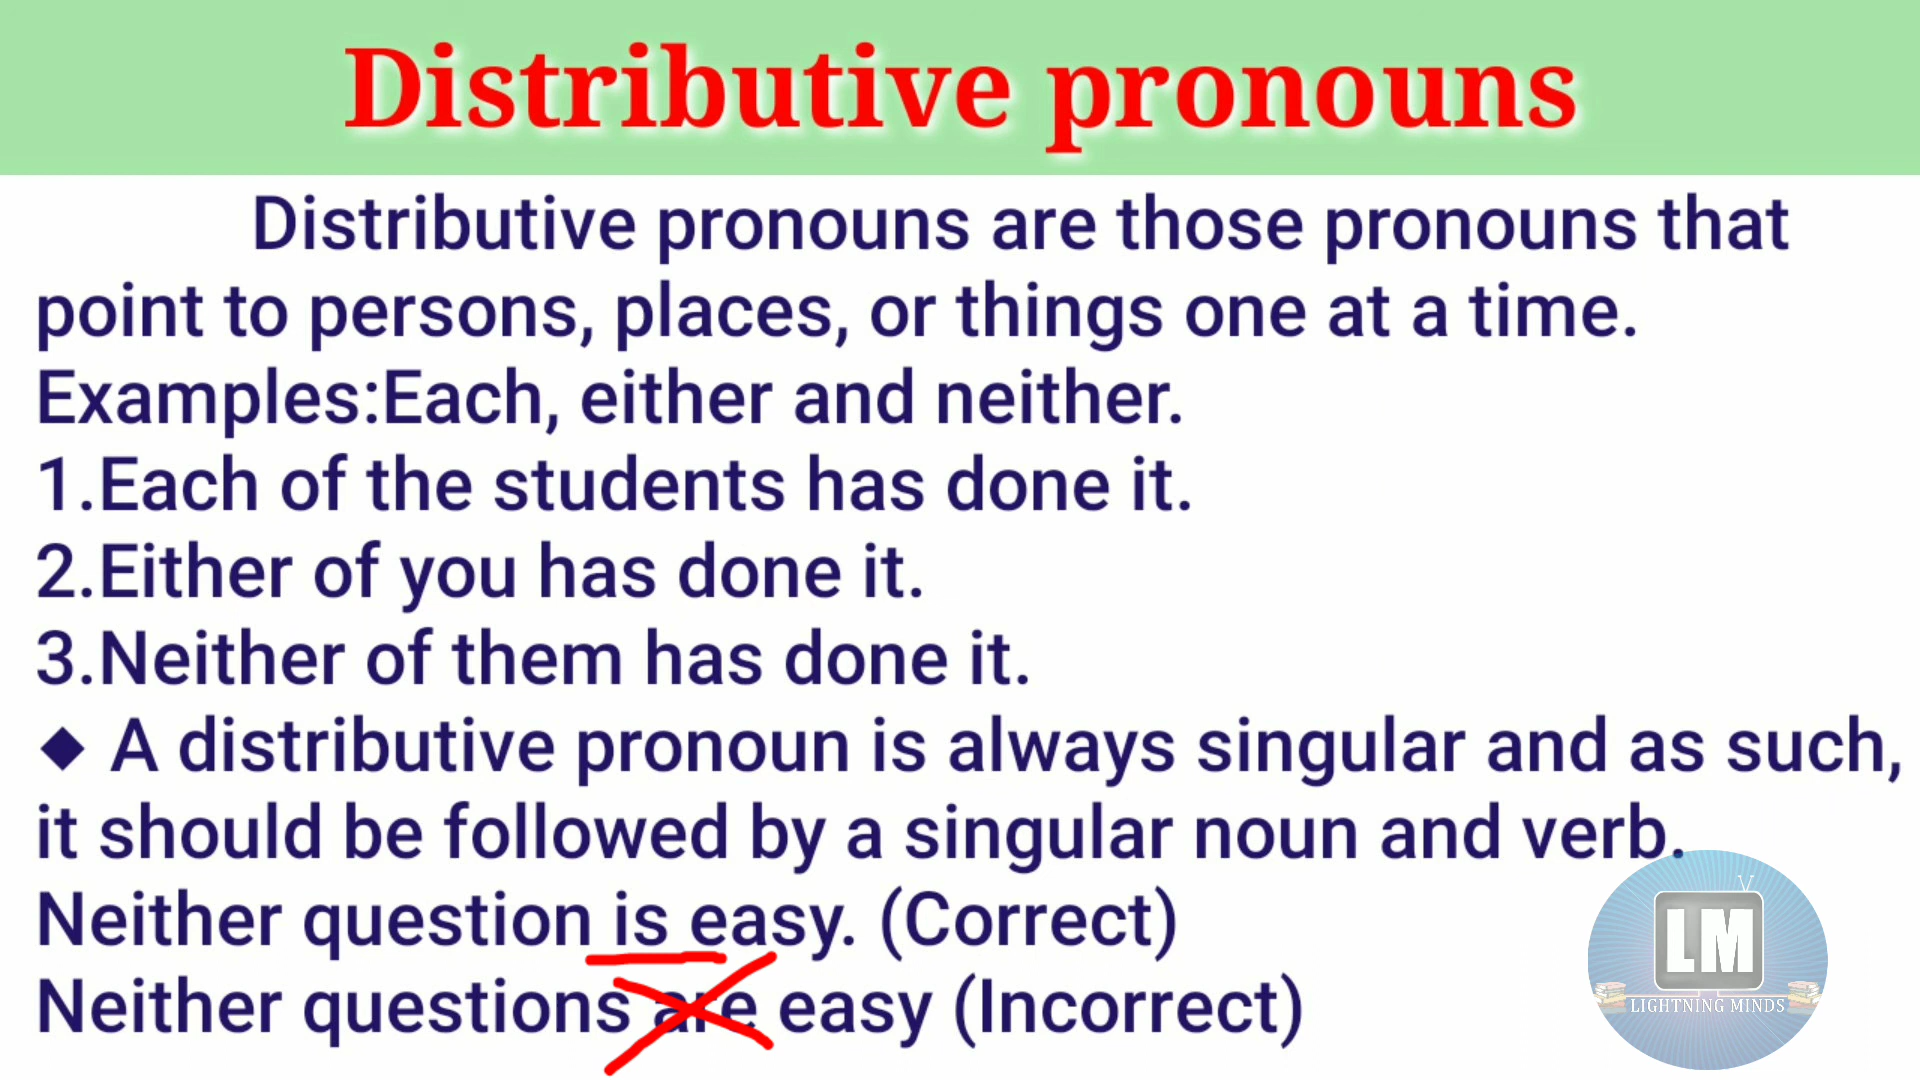 Distributive pronouns
Distributive pronouns are those pronouns that
point to persons, places, or things one at a time.
Examples:Each, either and neither.
1.Each of the students has done it.
2.Either of you has done it.
3.Neither of them has done it.
◆ A distributive pronoun is always singular and as such,
it should be followed by a singular noun and verb.
Neither question is easy. (Correct)
Neither questions are easy (Incorrect)
LM
LIGHTNING MINDS